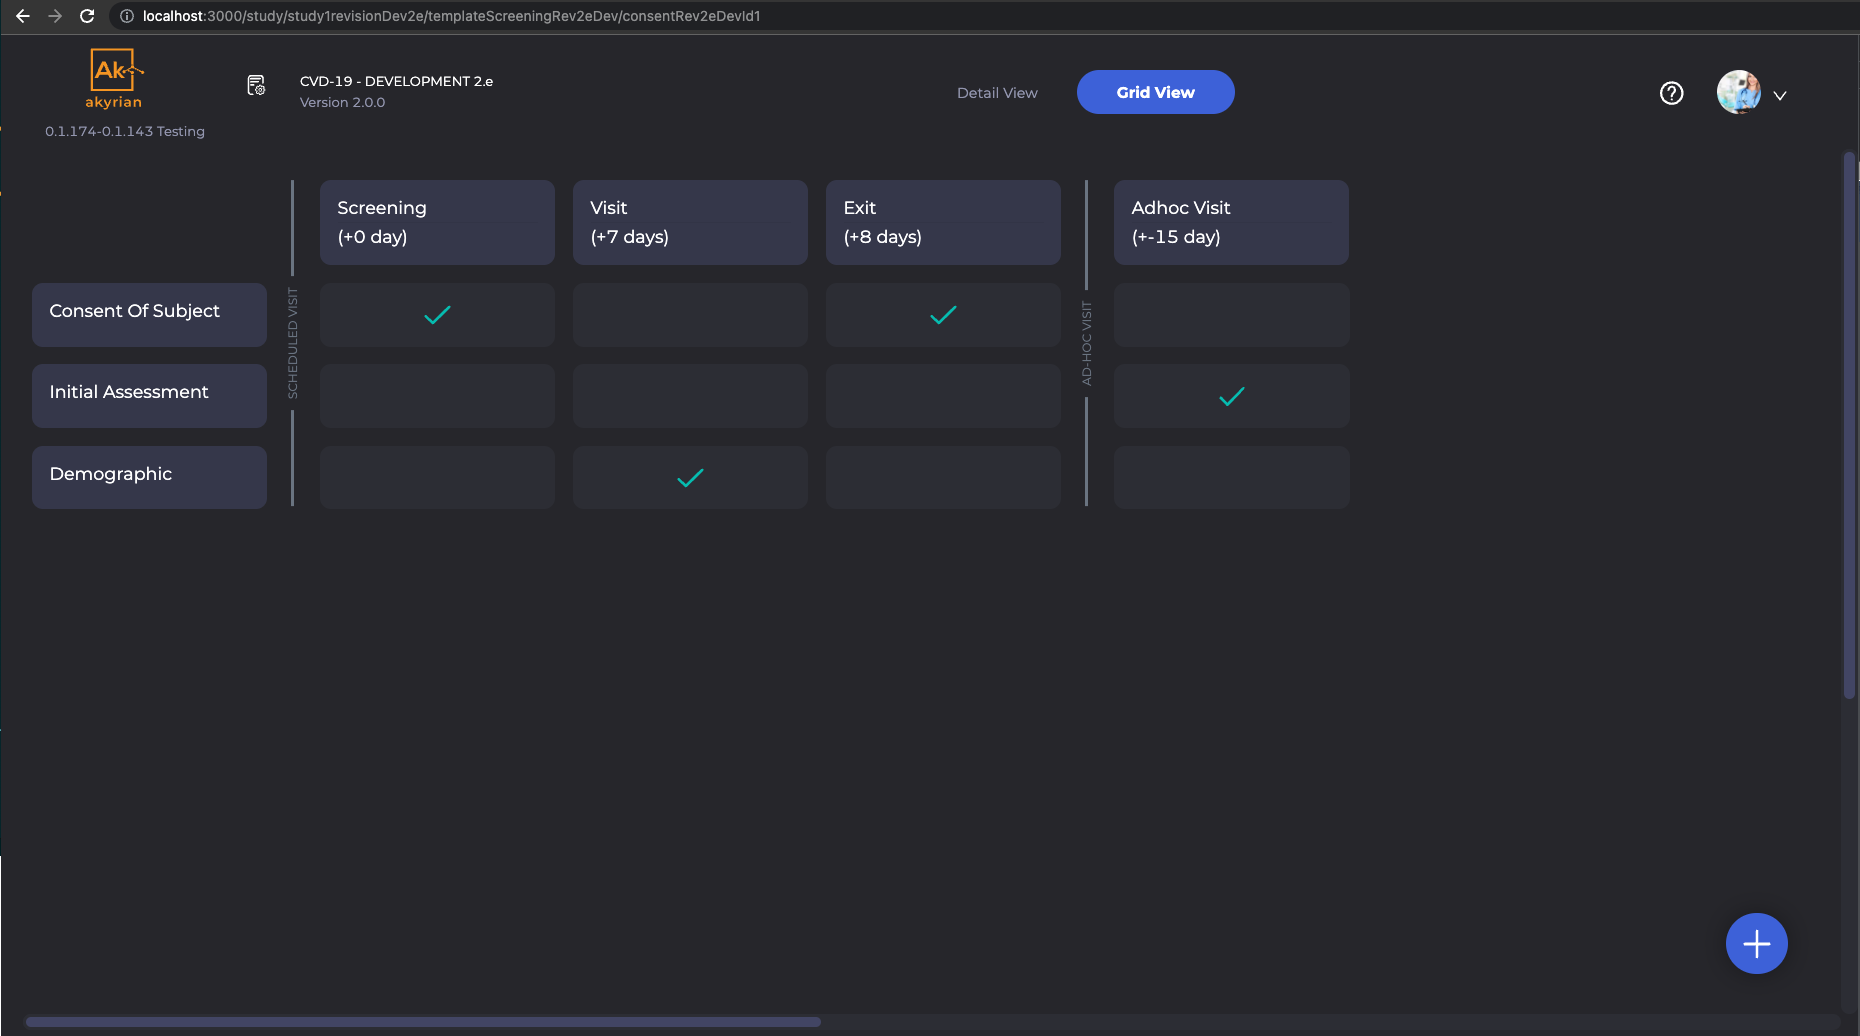 localhost:3000/study/study1revisionDev2e/templateScreeningRev2eDev/consentRev2eDevId1
Ak
akyrian
0.1.174-0.1.143 Testing
CVD-19 - DEVELOPMENT 2.e
Version 2.0.0
Detail View
Grid View
Screening
(+0 day)
Visit
(+7 days)
Exit
(+8 days)
Adhoc Visit
(+-15 day)
SCHEDULED VISIT
AD-HOC VISIT
Consent Of Subject
Initial Assessment
Demographic